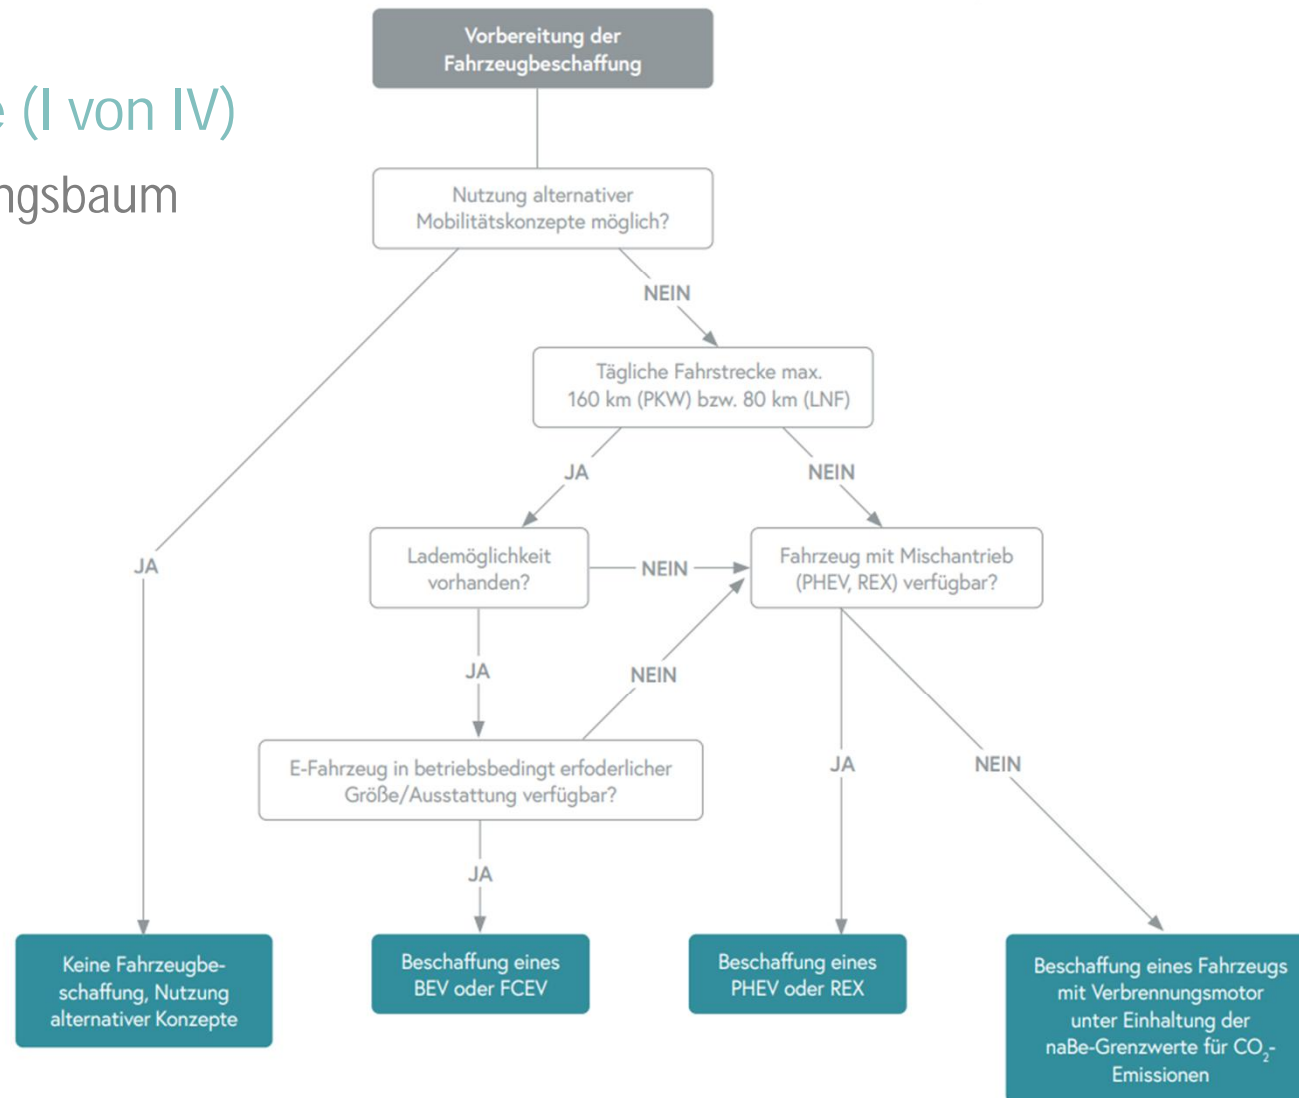 e (I von IV)
ngsbaum
Vorbereitung der
Fahrzeugbeschaffung
Nutzung alternativer
Mobilitätskonzepte möglich?
NEIN
Tägliche Fahrstrecke max.
160 km (PKW) bzw. 80 km (LNF)
JA
NEIN
JA
Lademöglichkeit
vorhanden?
NEIN
Fahrzeug mit Mischantrieb
(PHEV, REX) verfügbar?
JA
NEIN
E-Fahrzeug in betriebsbedingt erfoderlicher
Größe/Ausstattung verfügbar?
JA
NEIN
JA
Keine Fahrzeugbe-
schaffung, Nutzung
alternativer Konzepte
Beschaffung eines
BEV oder FCEV
Beschaffung eines
PHEV oder REX
Beschaffung eines Fahrzeugs
mit Verbrennungsmotor
unter Einhaltung der
naBe-Grenzwerte für CO₂-
Emissionen